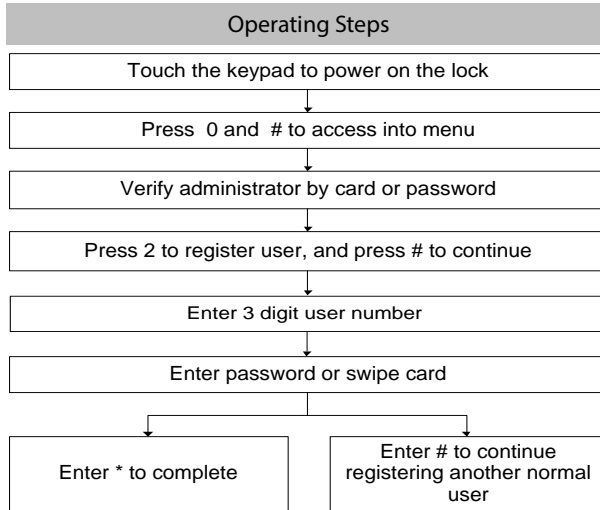 Operating Steps
Touch the keypad to power on the lock
Press 0 and # to access into menu
Verify administrator by card or password
Press 2 to register user, and press # to continue
Enter 3 digit user number
Enter password or swipe card
Enter * to complete
Enter # to continue
registering another normal
user